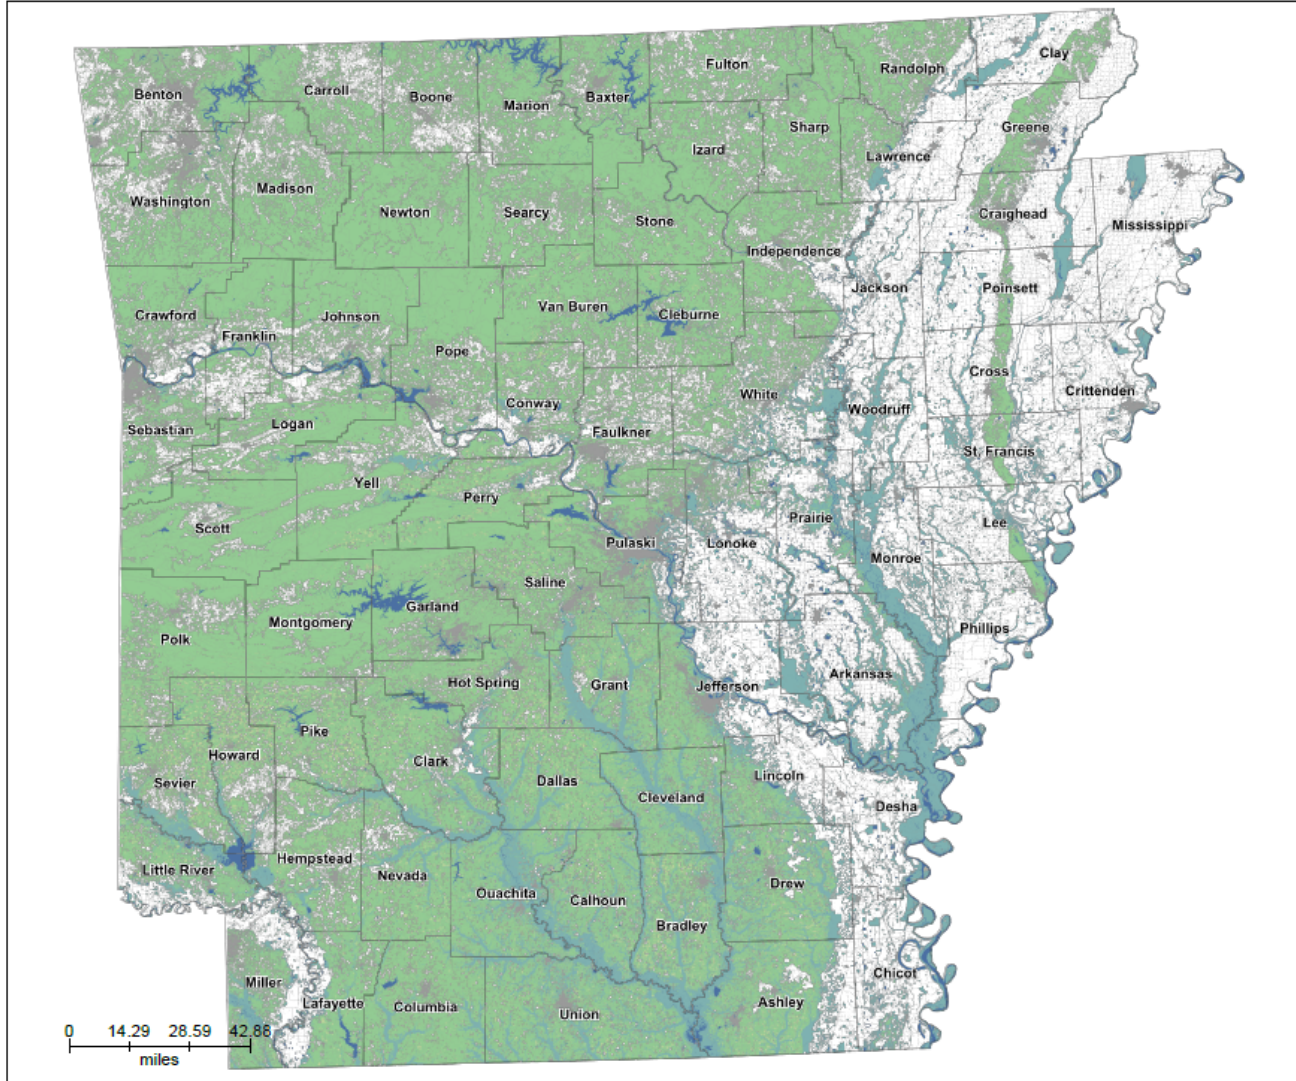 Clay
Fulton
Randolph
Carroll
Benton
Boone
Baxter
Marion
Sharp
Greene
Izard
Lawrence
Madison
Washington
Newton
Searcy
Stone
Craighead
Mississippi
Independence
Jackson
Poinsett
Van Buren
Cleburne
Crawford
Johnson
Franklin
Pope
Cross
Crittenden
White
Conway
Woodruff
Logan
Sebastian
Faulkner
St. Francis
Yell
Perry
Scott
Prairie
Lee
Pulaski
Lonoke
Monroe
Saline
Garland
Montgomery
Polk
Phillips
Arkansas
Hot Spring
Grant
Jefferson
Pike
Howard
Clark
Sevier
Dallas
Lincoln
Cleveland
Desha
Hempstead
Little River
Nevada
Drew
Ouachita
Calhoun
Bradley
Chicot
Miller
Lafayette
Columbia
Ashley
Union
0 14.29 28.59 42.88
miles